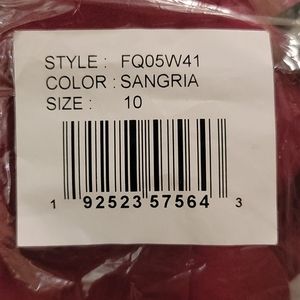 STYLE : FQ05W41
COLOR : SANGRIA
SIZE : 10
1 92523 57564 3